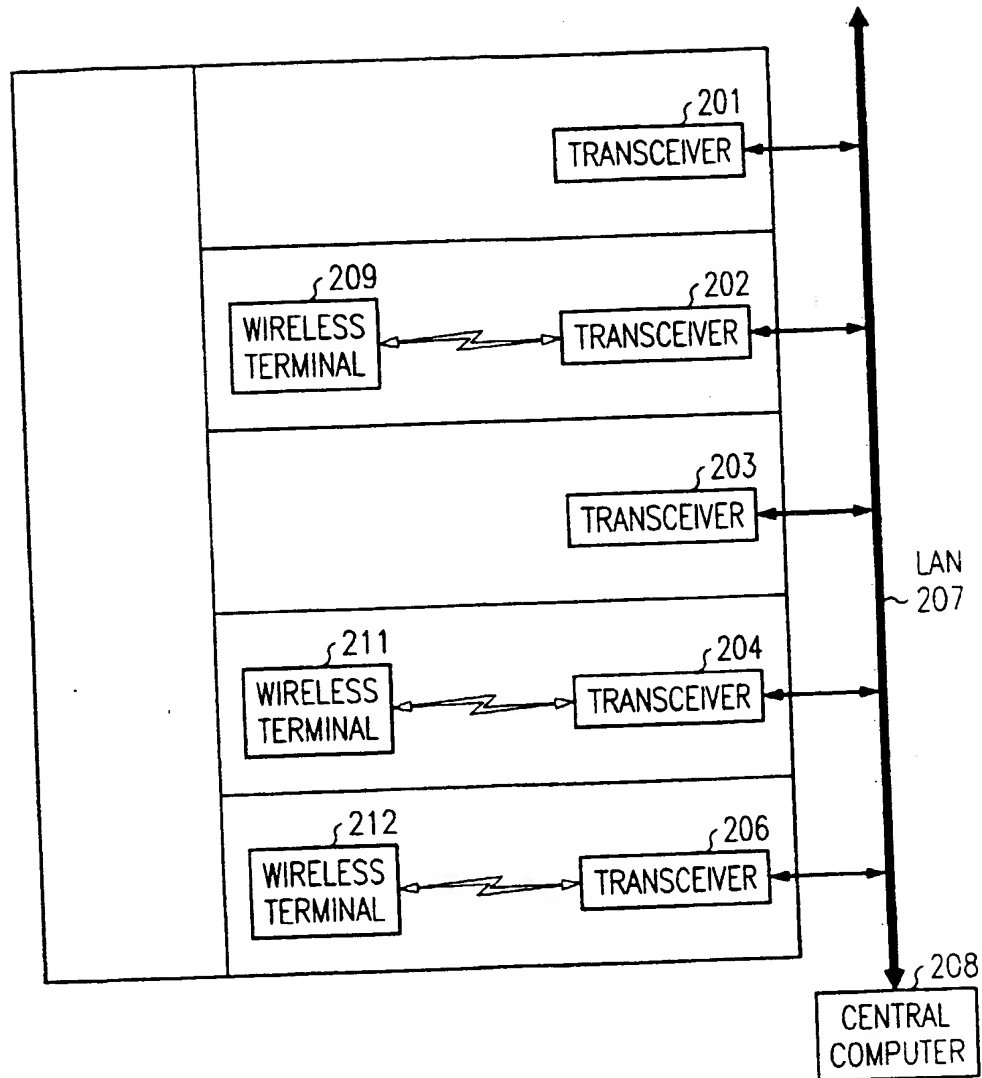 201
TRANSCEIVER
209
WIRELESS
TERMINAL
202
TRANSCEIVER
203
TRANSCEIVER
LAN
207
211
WIRELESS
TERMINAL
204
TRANSCEIVER
212
WIRELESS
TERMINAL
206
TRANSCEIVER
208
CENTRAL
COMPUTER